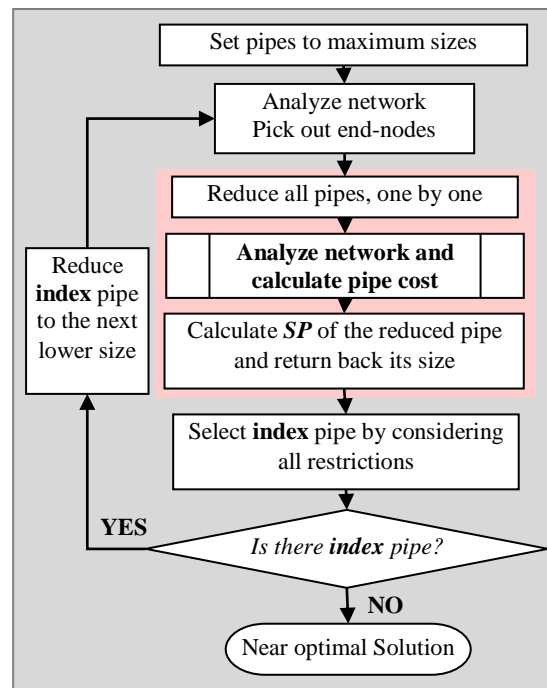 Set pipes to maximum sizes
Analyze network
Pick out end-nodes
Reduce all pipes, one by one
Analyze network and
calculate pipe cost
Calculate SP of the reduced pipe
and return back its size
Reduce
index pipe
to the next
lower size
Select index pipe by considering
all restrictions
YES
Is there index pipe?
NO
Near optimal Solution